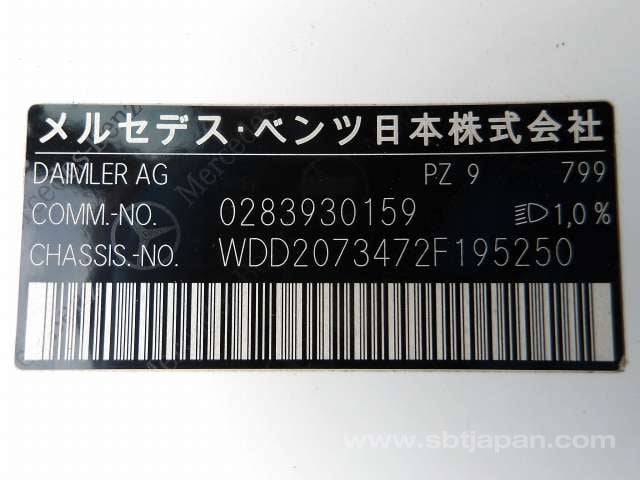 メルセデス・ベンツ日本株式会社
DAIMLER AG PZ 9 799
COMM.-NO. 0283930159 1,0%
CHASSIS.-NO. WDD2073472F195250
www.sbtjapan.com